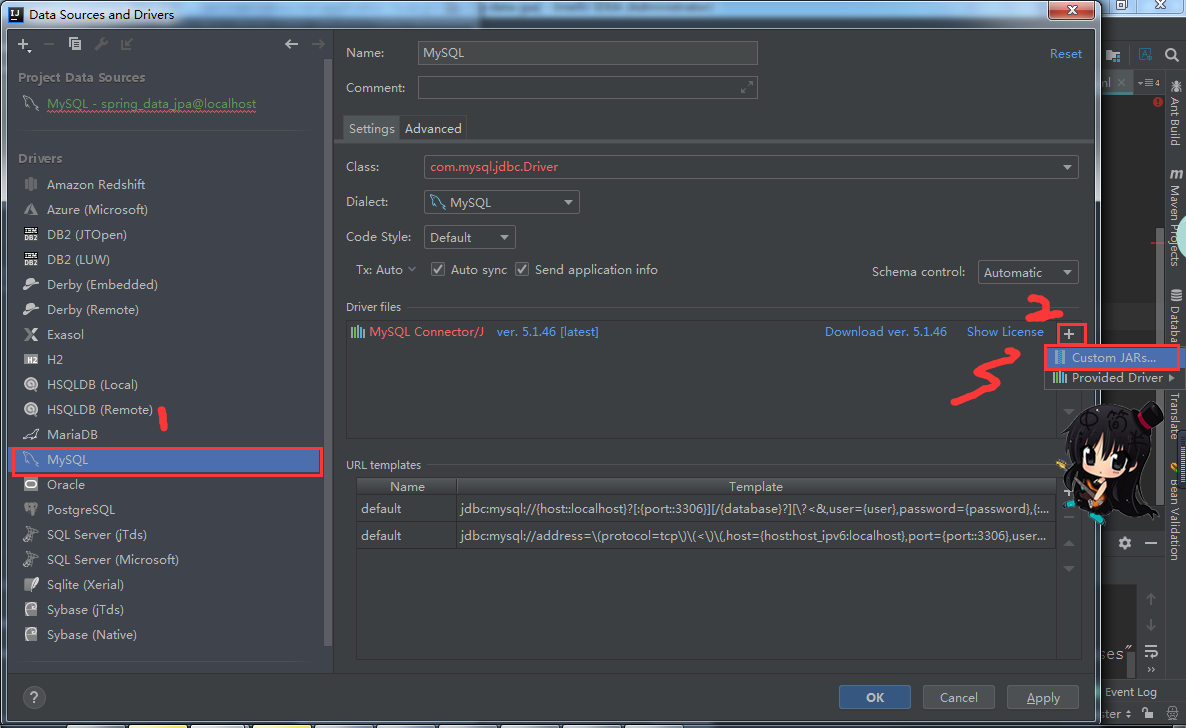 Data Sources and Drivers
Name: MySQL Reset
Comment:
Project Data Sources
MySQL - spring_data_jpa@localhost
Drivers
Amazon Redshift
Azure (Microsoft)
DB2 (JTOpen)
DB2 (LUW)
Derby (Embedded)
Derby (Remote)
Exasol
H2
HSQLDB (Local)
HSQLDB (Remote)
1
MariaDB
MySQL
Oracle
PostgreSQL
SQL Server (jTds)
SQL Server (Microsoft)
Sqlite (Xerial)
Sybase (jTds)
Sybase (Native)
Settings Advanced
Class: com.mysql.jdbc.Driver
Dialect: MySQL
Code Style: Default
Tx: Auto Auto sync Send application info Schema control: Automatic
Driver files
2
MySQL Connector/J ver. 5.1.46 [latest] Download ver. 5.1.46 Show License
3
Custom JARs...
Provided Driver
URL templates
Name Template
default jdbc:mysql://{host::localhost}?[:{port::3306}][/{database}?][\?<&,user={user},password={password},{:...
default jdbc:mysql://address=\(protocol=tcp\)\(<\)\(,host={host:host_ipv6:localhost},port={port::3306},user...
OK Cancel Apply
Ant Build
Maven Projects
Databa
Translate
Bean Validation
es"
Event Log
ter